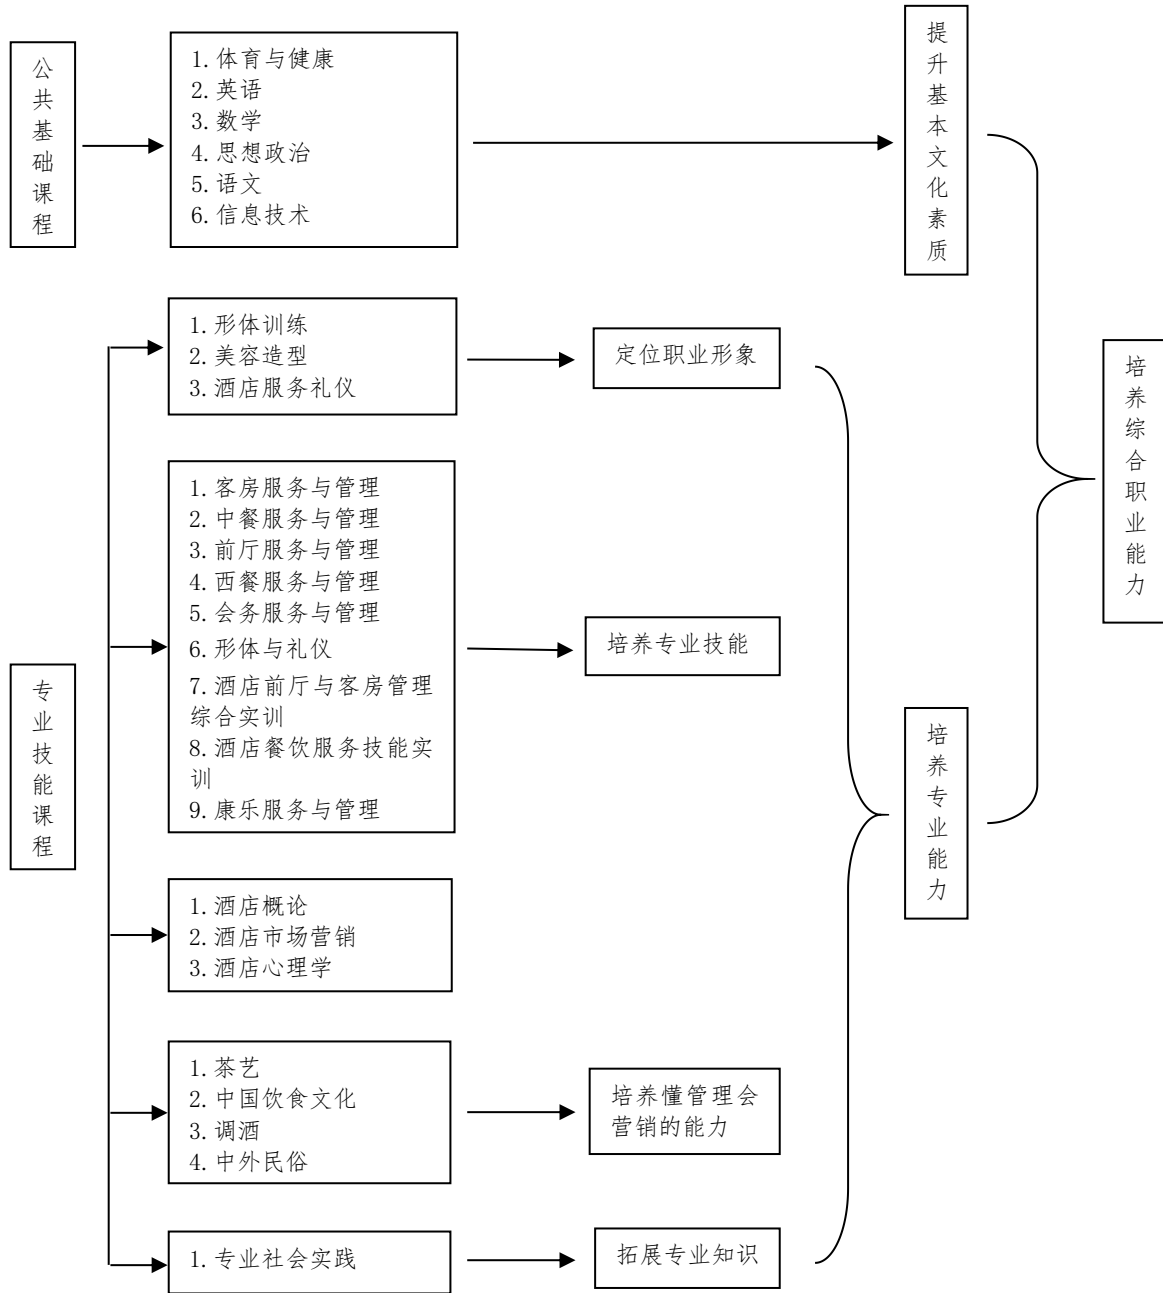 公共基础课程
1.体育与健康
2.英语
3.数学
4.思想政治
5.语文
6.信息技术
提升基本文化素质
专业技能课程
1.形体训练
2.美容造型
3.酒店服务礼仪
定位职业形象
1.客房服务与管理
2.中餐服务与管理
3.前厅服务与管理
4.西餐服务与管理
5.会务服务与管理
6.形体与礼仪
7.酒店前厅与客房管理
综合实训
8.酒店餐饮服务技能实
训
9.康乐服务与管理
培养专业技能
1.酒店概论
2.酒店市场营销
3.酒店心理学
1.茶艺
2.中国饮食文化
3.调酒
4.中外民俗
培养懂管理会
营销的能力
1.专业社会实践
拓展专业知识
培养专业能力
培养综合职业能力